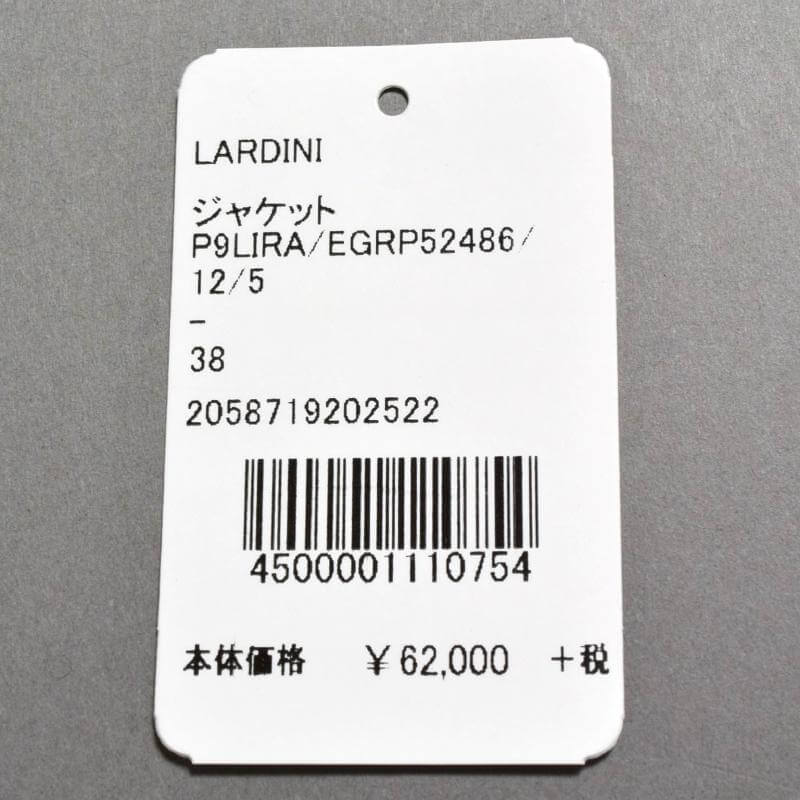 LARDINI
ジャケット
P9LIRA/EGRP52486/
12/5
-
38
2058719202522
4500001110754
本体価格 ¥62,000 +税